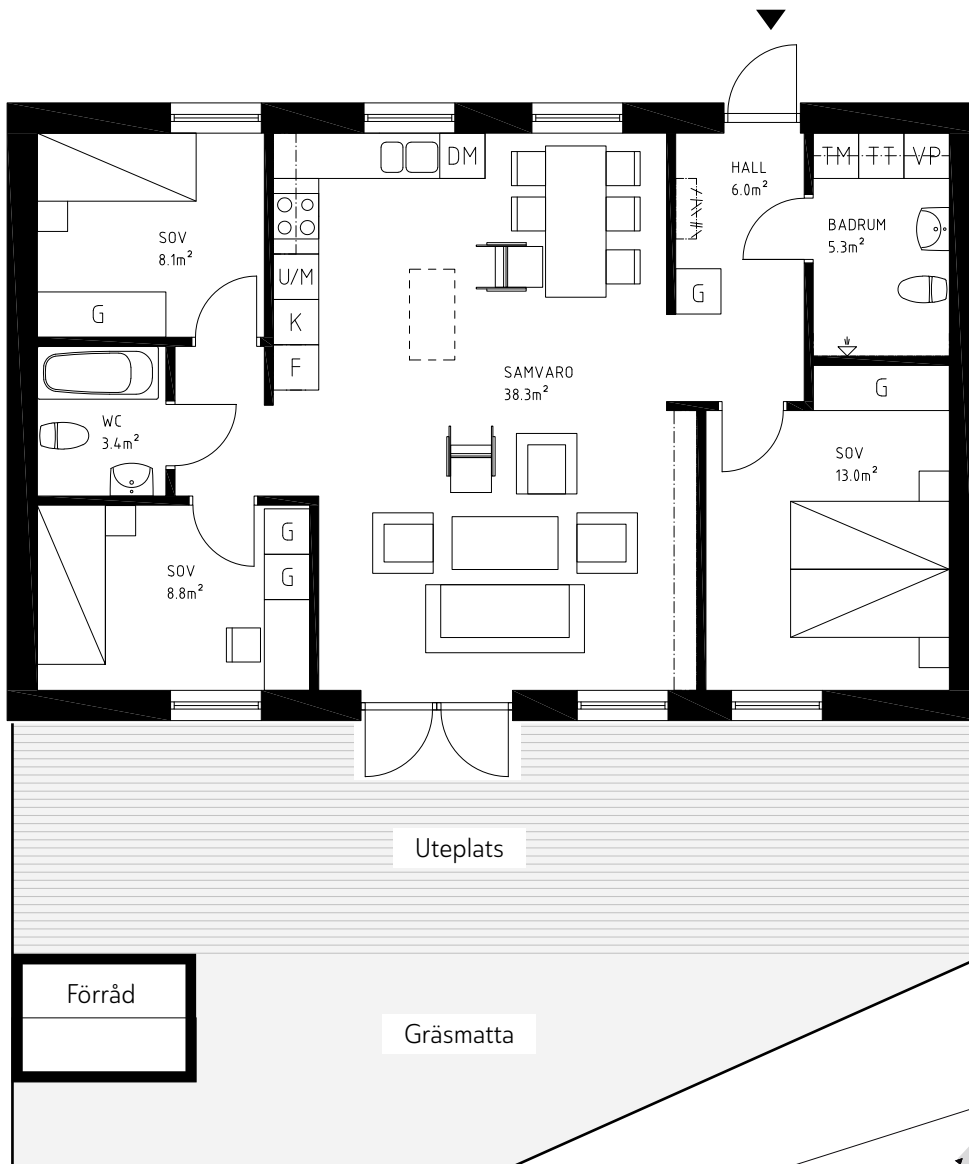 DM
HALL
6.0m²
TM TT VP
BADRUM
5.3m²
SOV
8.1m²
U/M
G
G
K
F
SAMVARO
38.3m²
G
WC
3.4m²
SOV
13.0m²
G
SOV
8.8m²
G
Uteplats
Förråd
Gräsmatta